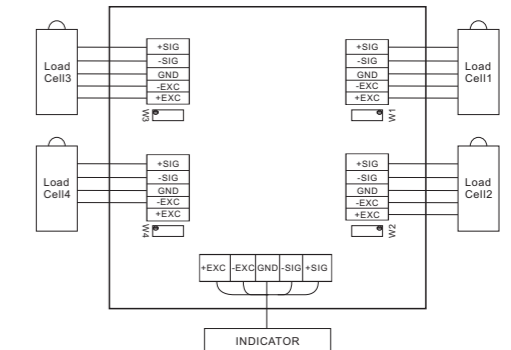 Load
Cell3
+SIG
-SIG
GND
-EXC
+EXC
W3
+SIG
-SIG
GND
-EXC
+EXC
W1
Load
Cell1
Load
Cell4
+SIG
-SIG
GND
-EXC
+EXC
W4
+SIG
-SIG
GND
-EXC
+EXC
W2
Load
Cell2
+EXC -EXC GND -SIG +SIG
INDICATOR